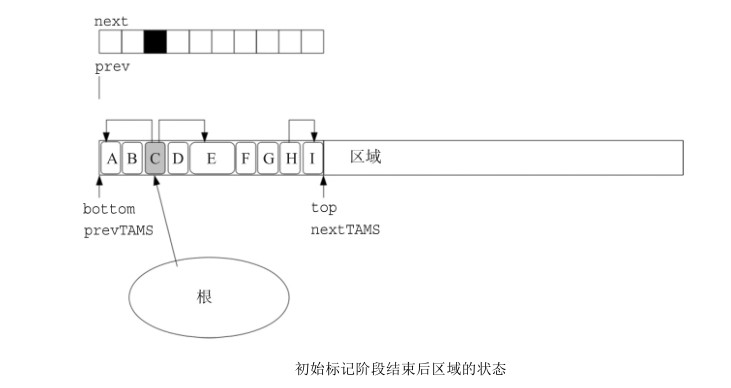 next
prev
A B C D E F G H I 区域
bottom top
prevTAMS nextTAMS
根
初始标记阶段结束后区域的状态